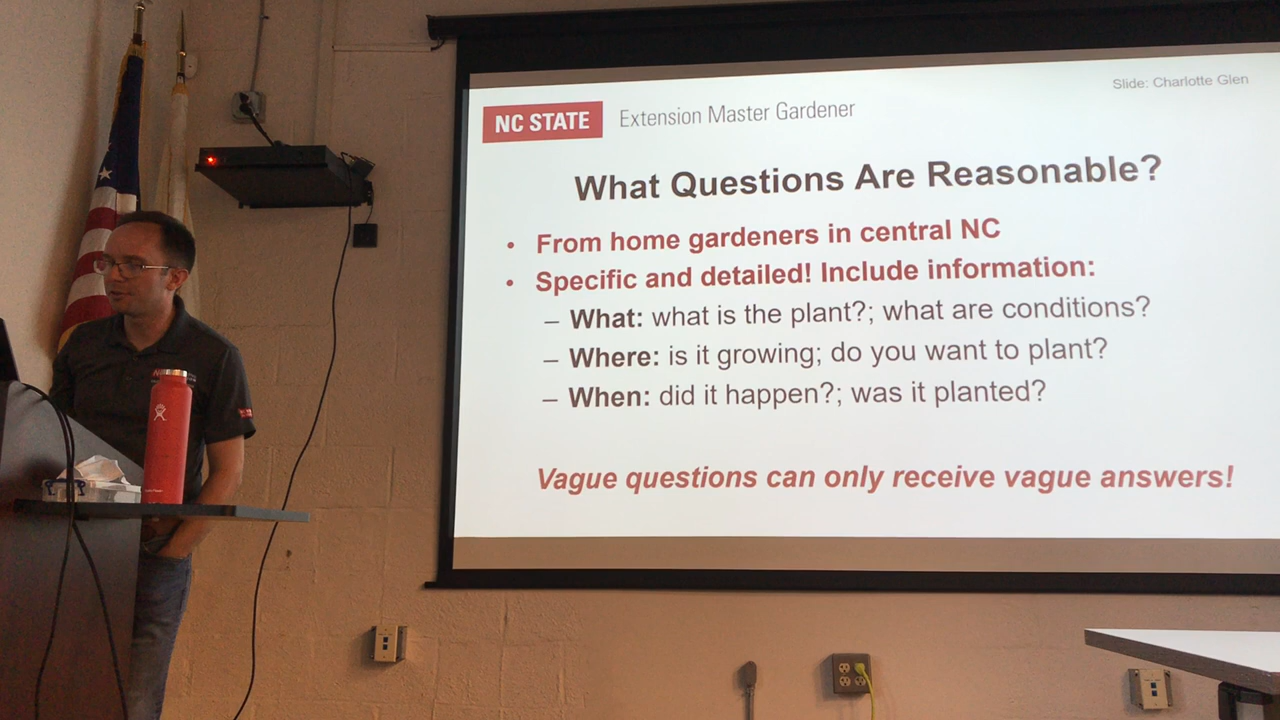 Slide: Charlotte Glen
NC STATE Extension Master Gardener
What Questions Are Reasonable?
• From home gardeners in central NC
• Specific and detailed! Include information:
– What: what is the plant?; what are conditions?
– Where: is it growing; do you want to plant?
– When: did it happen?; was it planted?
Vague questions can only receive vague answers!